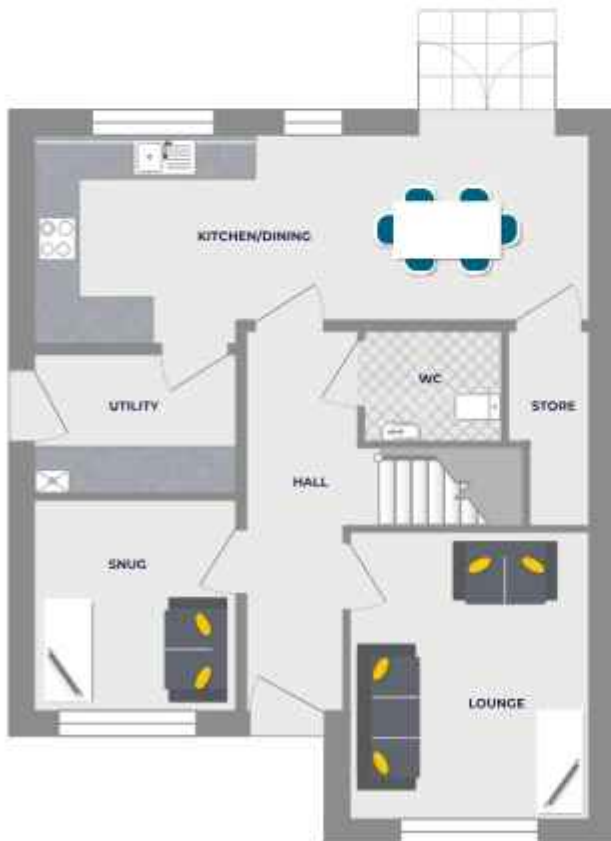 KITCHEN/DINING
WC
UTILITY
STORE
HALL
SNUG
LOUNGE